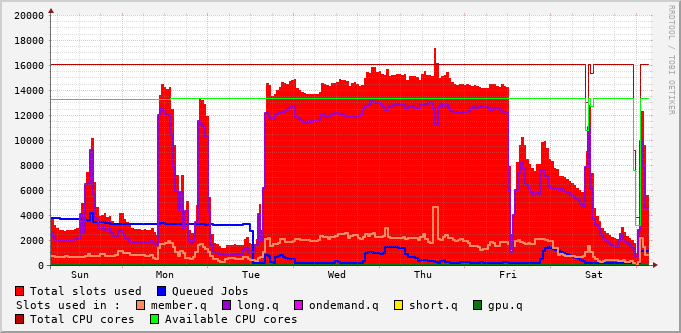 20000
18000
16000
14000
12000
10000
8000
6000
4000
2000
0
Sun Mon Tue Wed Thu Fri Sat
RRDTOOL / TOBI OETIKER
Total slots used Queued Jobs
Slots used in : member.q long.q ondemand.q short.q gpu.q
Total CPU cores Available CPU cores